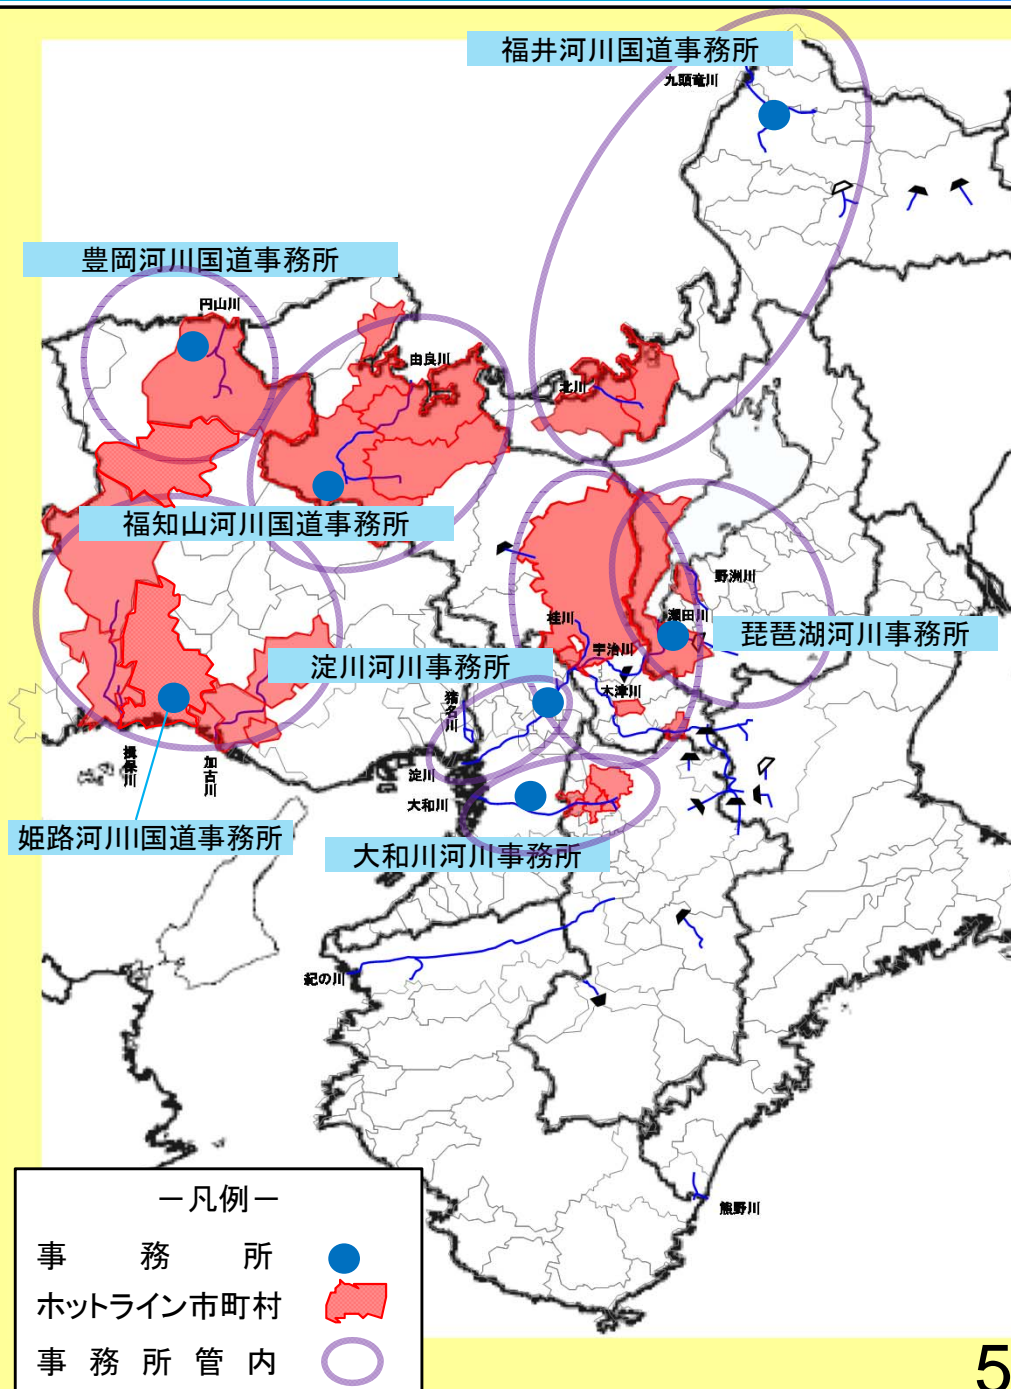 福井河川国道事務所
九頭竜川
豊岡河川国道事務所
円山川
由良川
北川
福知山河川国道事務所
野洲川
桂川
瀬田川
宇治川
琵琶湖河川事務所
淀川河川事務所
木津川
猪名川
揖保川
加古川
淀川
大和川
姫路河川国道事務所
大和川河川事務所
紀の川
熊野川
－凡例－
事務所
ホットライン市町村
事務所管内
5